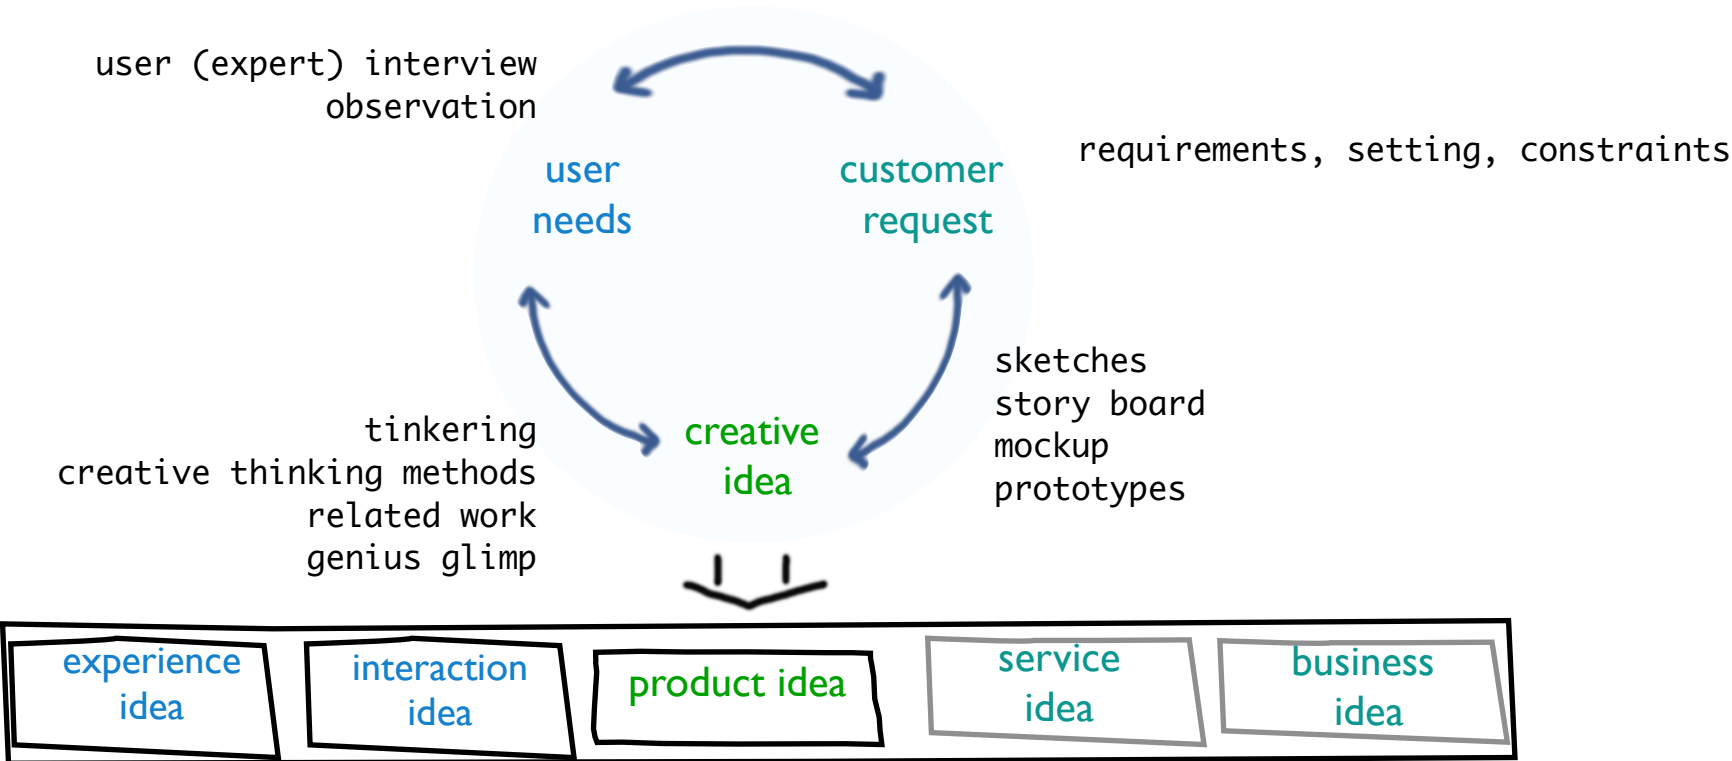 user (expert) interview
observation
requirements, setting, constraints
user
needs
customer
request
sketches
story board
mockup
prototypes
tinkering
creative thinking methods
related work
genius glimp
creative
idea
experience
idea
interaction
idea
product idea
service
idea
business
idea